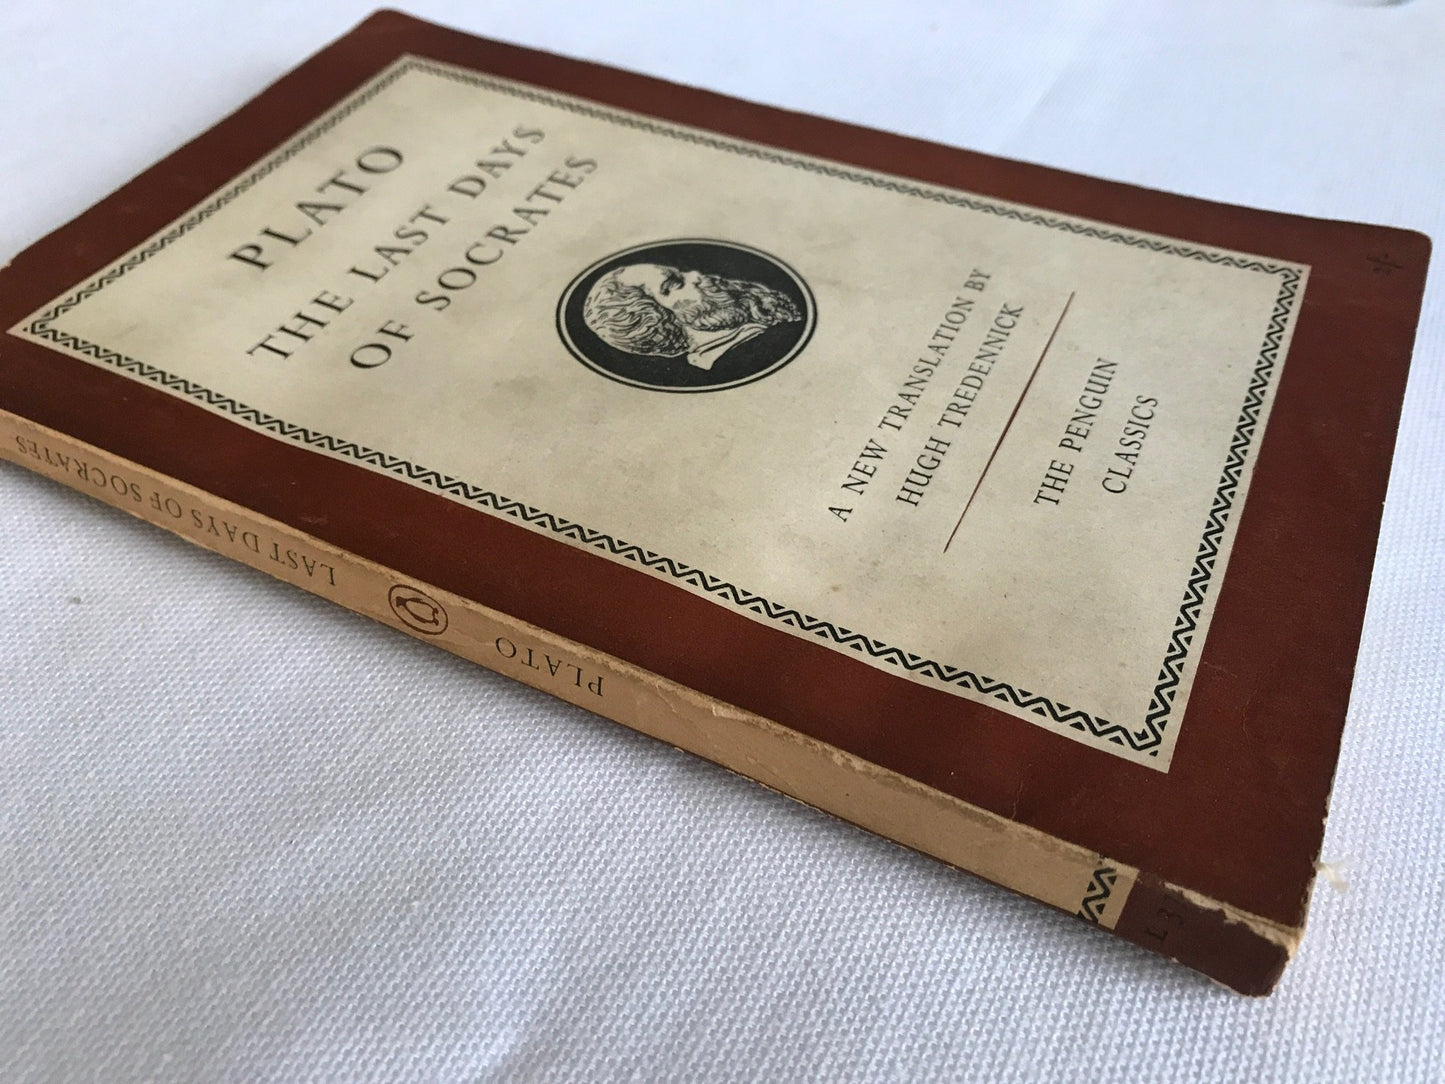 PLATO
THE LAST DAYS
OF SOCRATES
A NEW TRANSLATION BY
HUGH TREDENNICK
THE PENGUIN
CLASSICS
2/-
PLATO
LAST DAYS OF SOCRATES